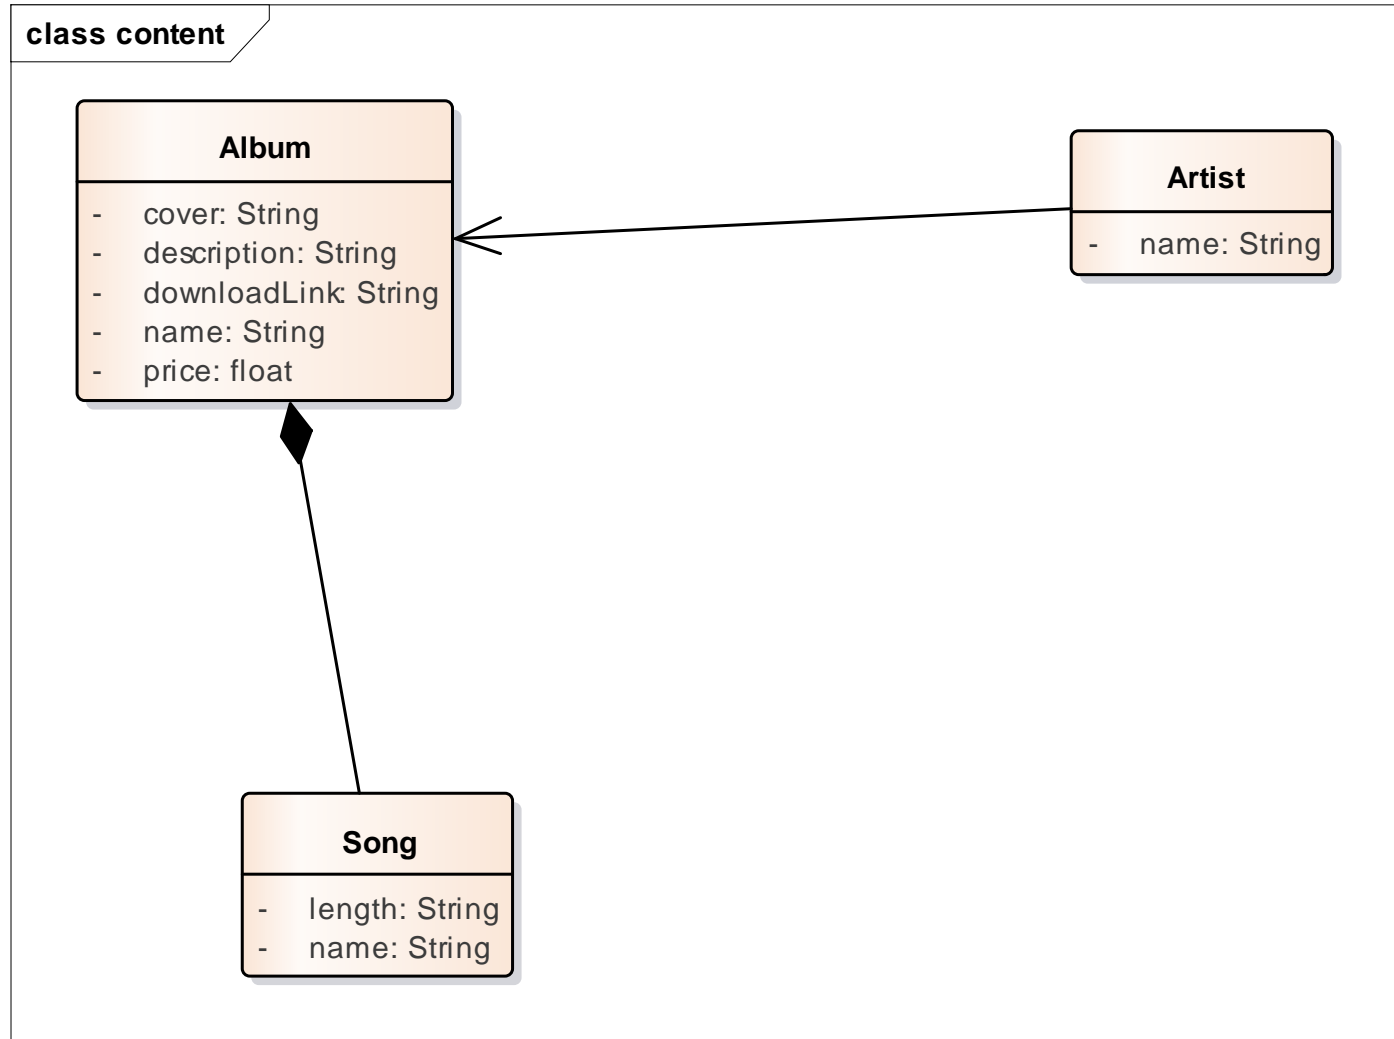 class content
Album
- cover: String
- description: String
- downloadLink: String
- name: String
- price: float
Artist
- name: String
Song
- length: String
- name: String